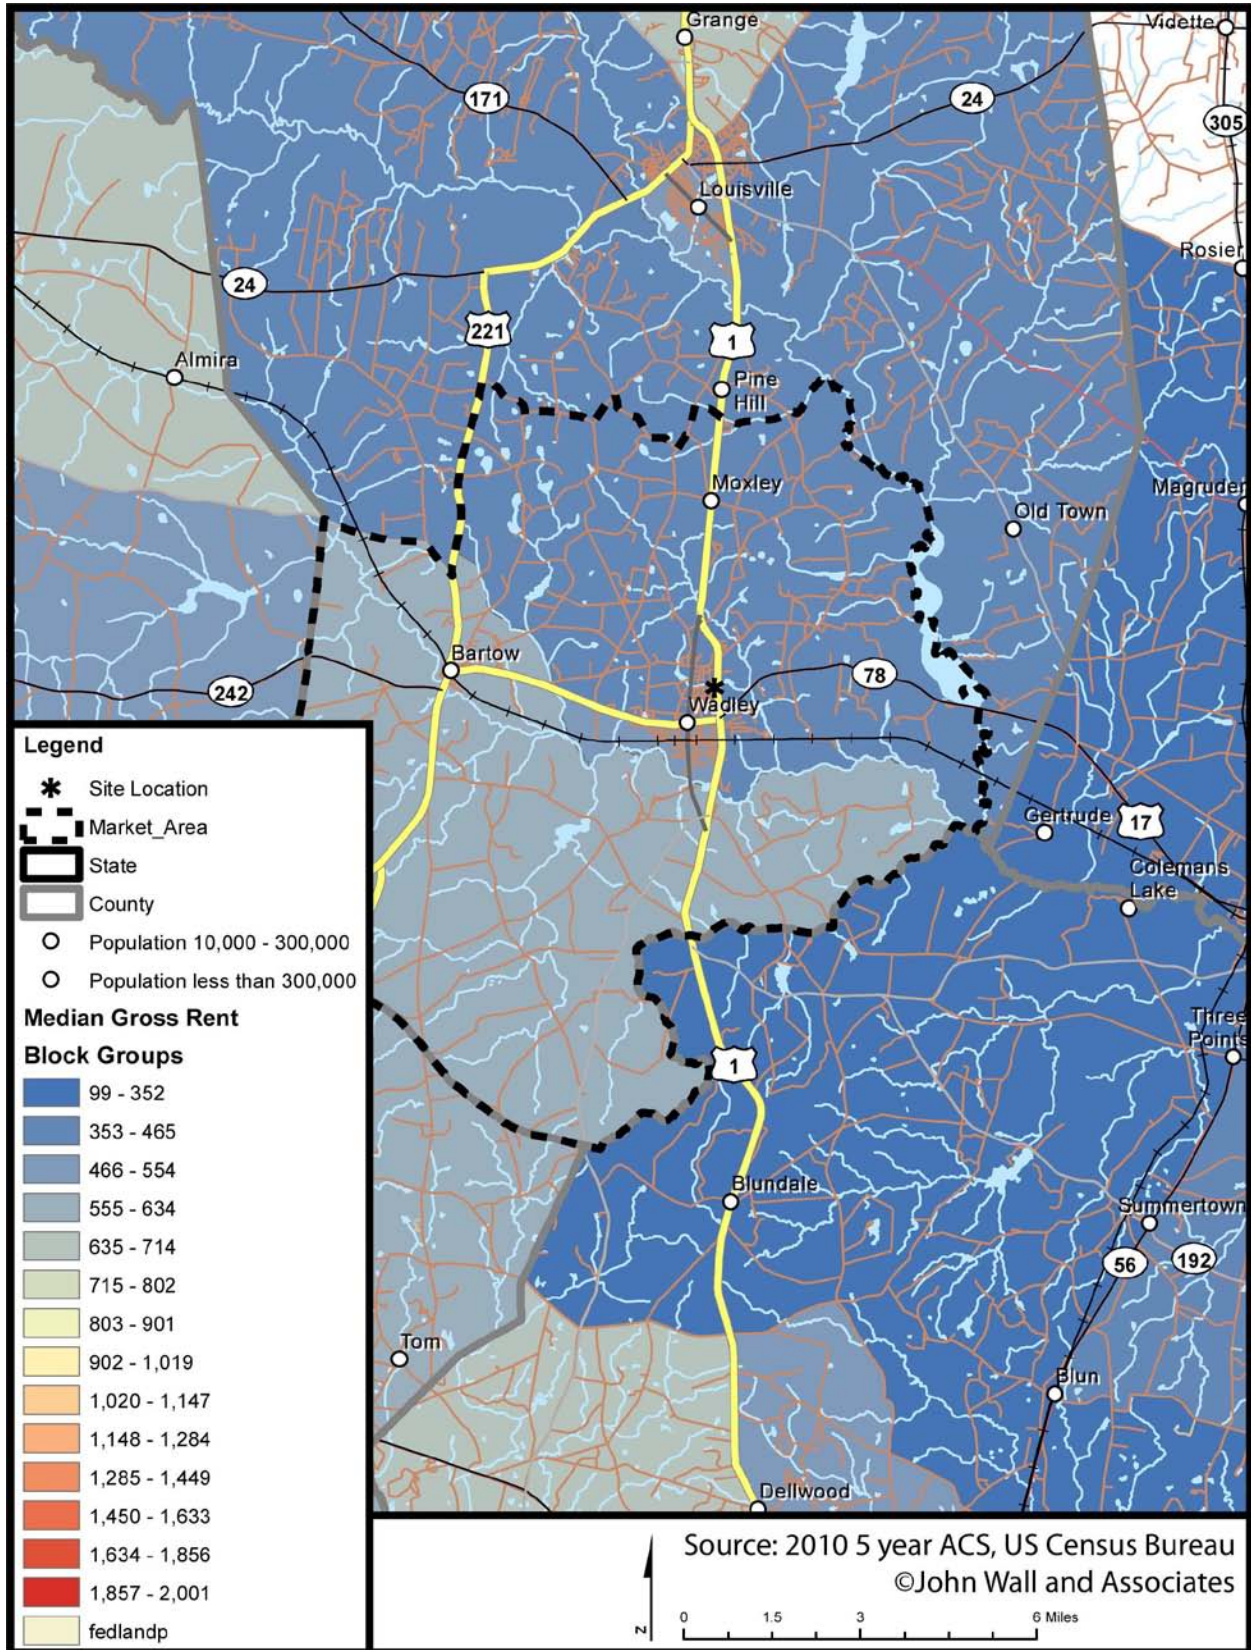 Grange
Vidette
171
24
305
Louisville
Rosier
24
221
1
Almira
Pine
Hill
Moxley
Magruder
Old Town
Bartow
78
242
Wadley
Gertrude
17
Colemans
Lake
Three
Points
1
Blundale
Summertown
56
192
Tom
Blun
Dellwood
Legend
Site Location
Market_Area
State
County
Population 10,000 - 300,000
Population less than 300,000
Median Gross Rent
Block Groups
99 - 352
353 - 465
466 - 554
555 - 634
635 - 714
715 - 802
803 - 901
902 - 1,019
1,020 - 1,147
1,148 - 1,284
1,285 - 1,449
1,450 - 1,633
1,634 - 1,856
1,857 - 2,001
fedlandp
Source: 2010 5 year ACS, US Census Bureau
©John Wall and Associates
N
0 1.5 3 6 Miles